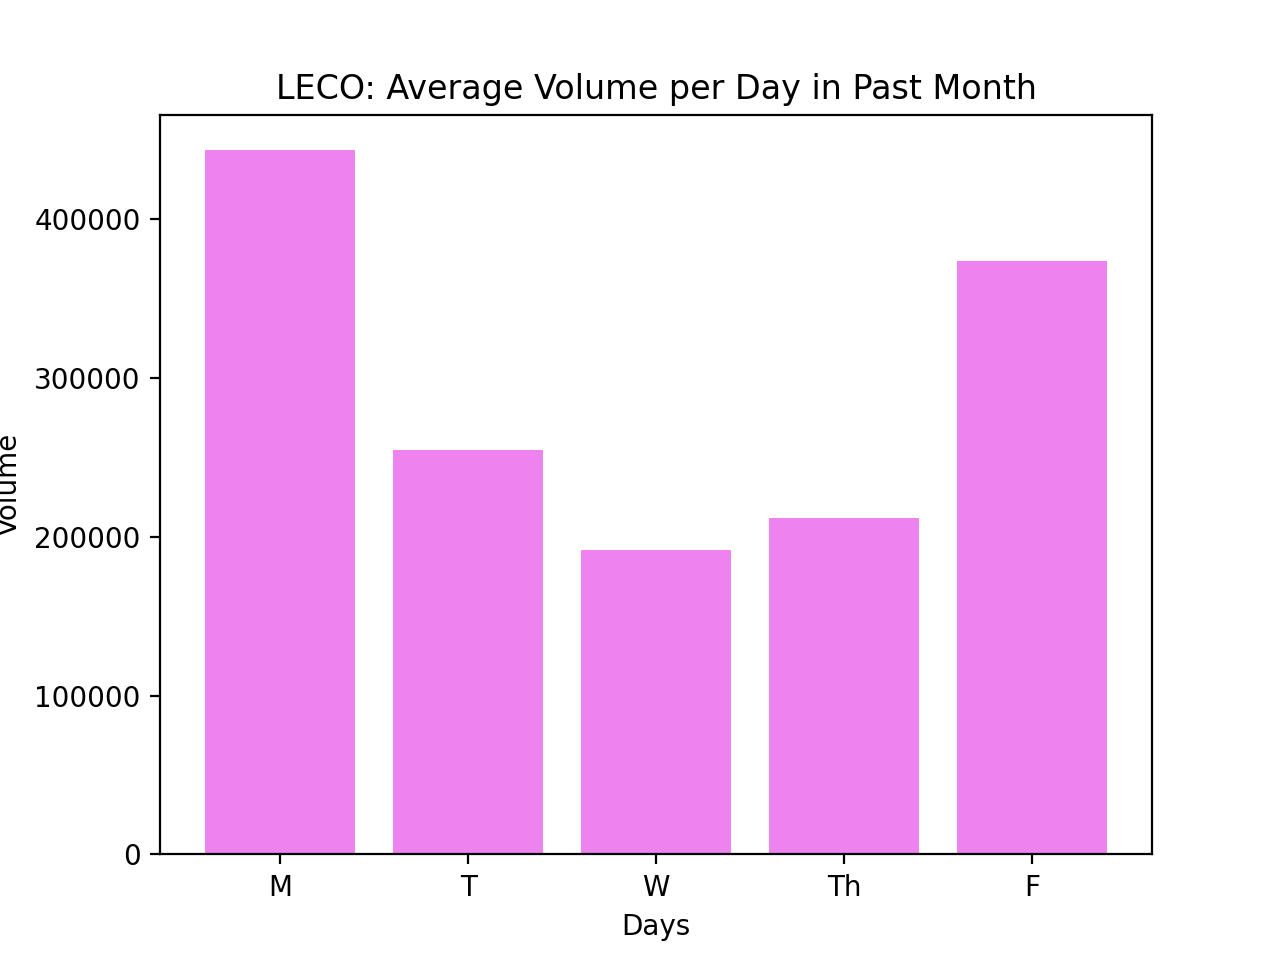 LECO: Average Volume per Day in Past Month
Volume
400000
300000
200000
100000
0
M T W Th F
Days